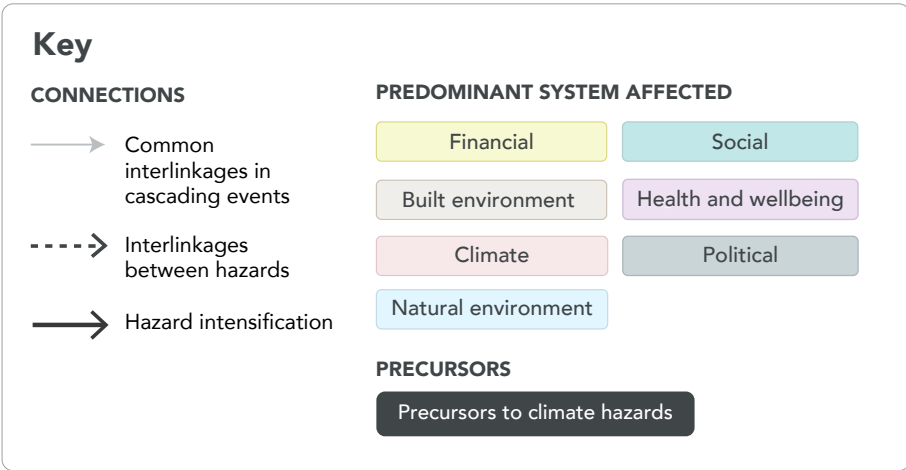 Key
CONNECTIONS
Common
interlinkages in
cascading events
Interlinkages
between hazards
Hazard intensification
PREDOMINANT SYSTEM AFFECTED
Financial
Social
Built environment
Health and wellbeing
Climate
Political
Natural environment
PRECURSORS
Precursors to climate hazards